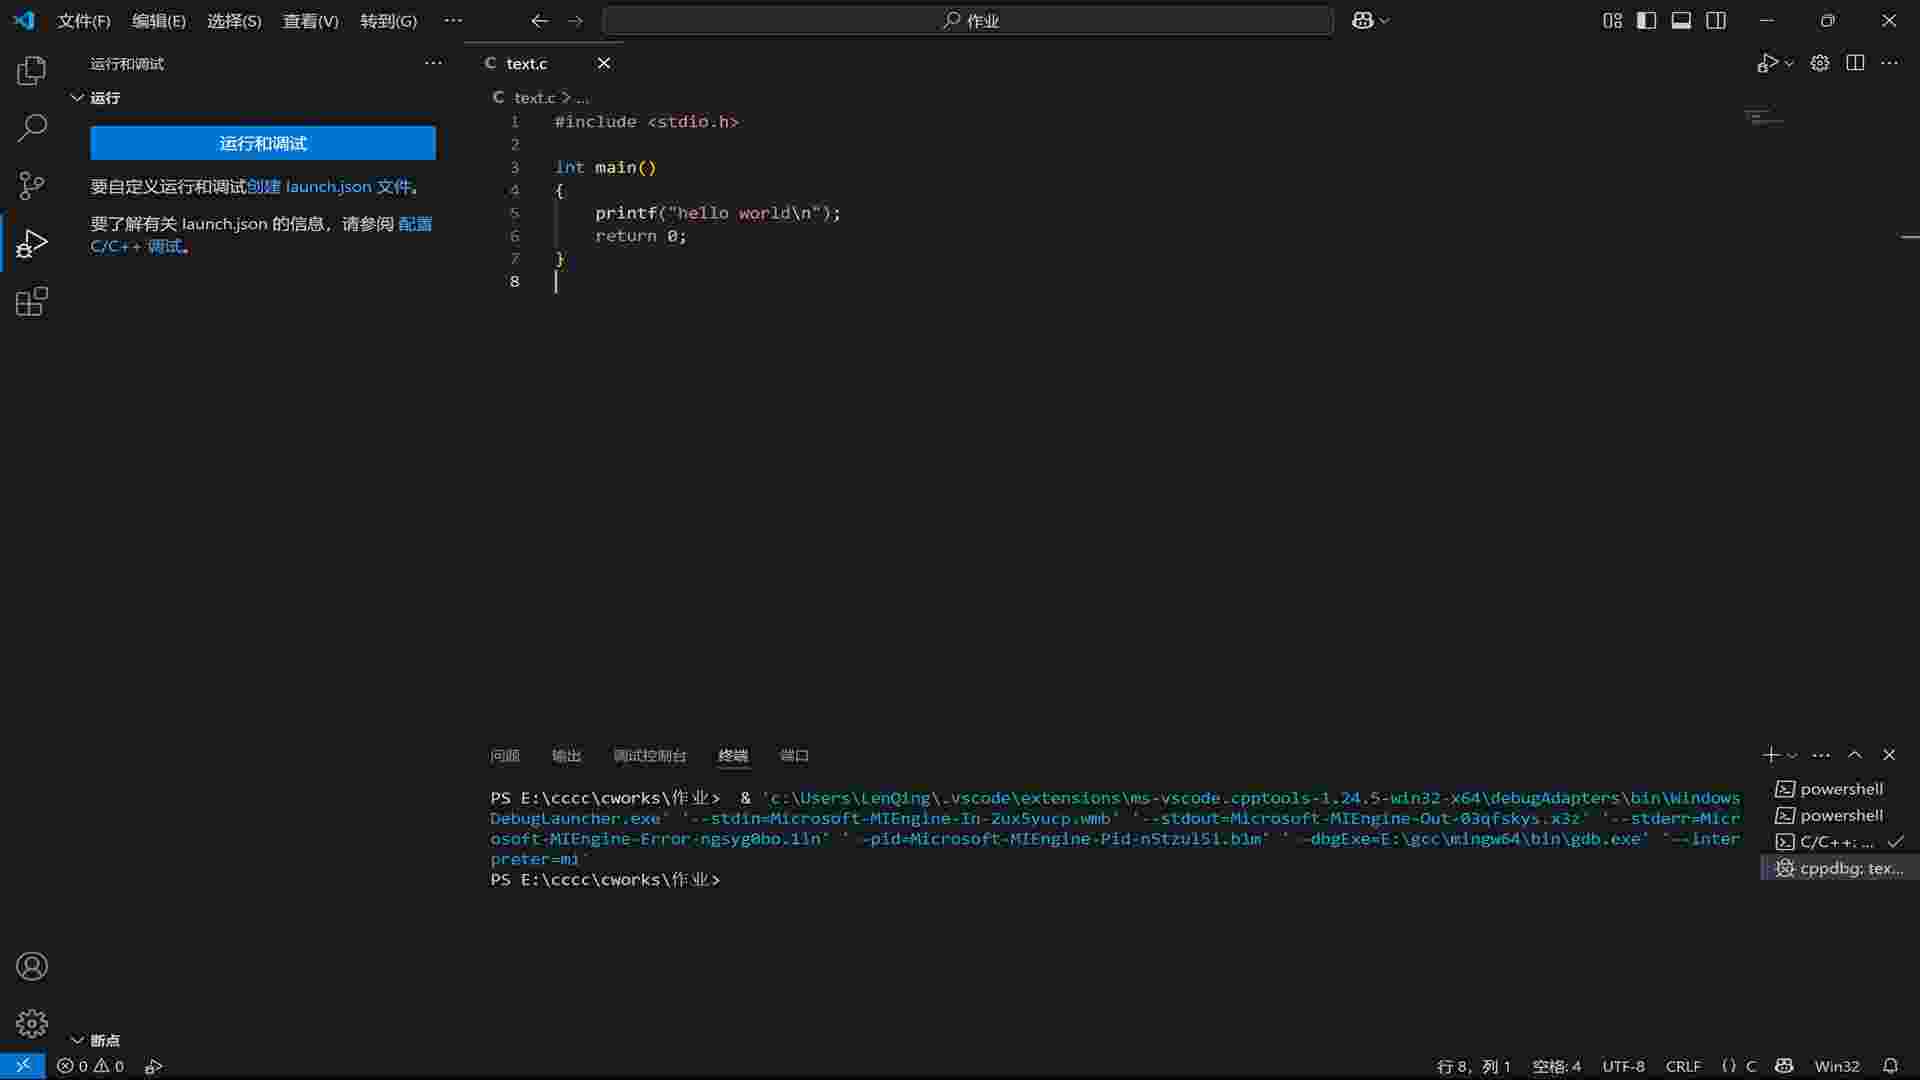 文件(F) 编辑(E) 选择(S) 查看(V) 转到(G) ··· 作业
运行和调试 ···
运行
运行和调试
要自定义运行和调试创建 launch.json 文件。
要了解有关 launch.json 的信息，请参阅 配置
C/C++ 调试。
C text.c
C text.c > ...
1 #include <stdio.h>
2
3 int main()
4 {
5 printf("hello world\n");
6 return 0;
7 }
8
问题 输出 调试控制台 终端 端口
PS E:\cccc\cworks\作业>  & 'c:\Users\LenQing\.vscode\extensions\ms-vscode.cpptools-1.24.5-win32-x64\debugAdapters\bin\Windows
DebugLauncher.exe' '--stdin=Microsoft-MIEngine-In-2ux5yucp.wmb' '--stdout=Microsoft-MIEngine-Out-03qfskys.x3z' '--stderr=Micr
osoft-MIEngine-Error-ngsyg0bo.1in' '--pid=Microsoft-MIEngine-Pid-n5tzul51.b1m' '--dbgExe=E:\gcc\mingw64\bin\gdb.exe' '--inter
preter=mi'
PS E:\cccc\cworks\作业>
powershell
powershell
C/C++: ...
cppdbg: tex...
断点
0 0
行 8，列 1 空格: 4 UTF-8 CRLF {} C Win32